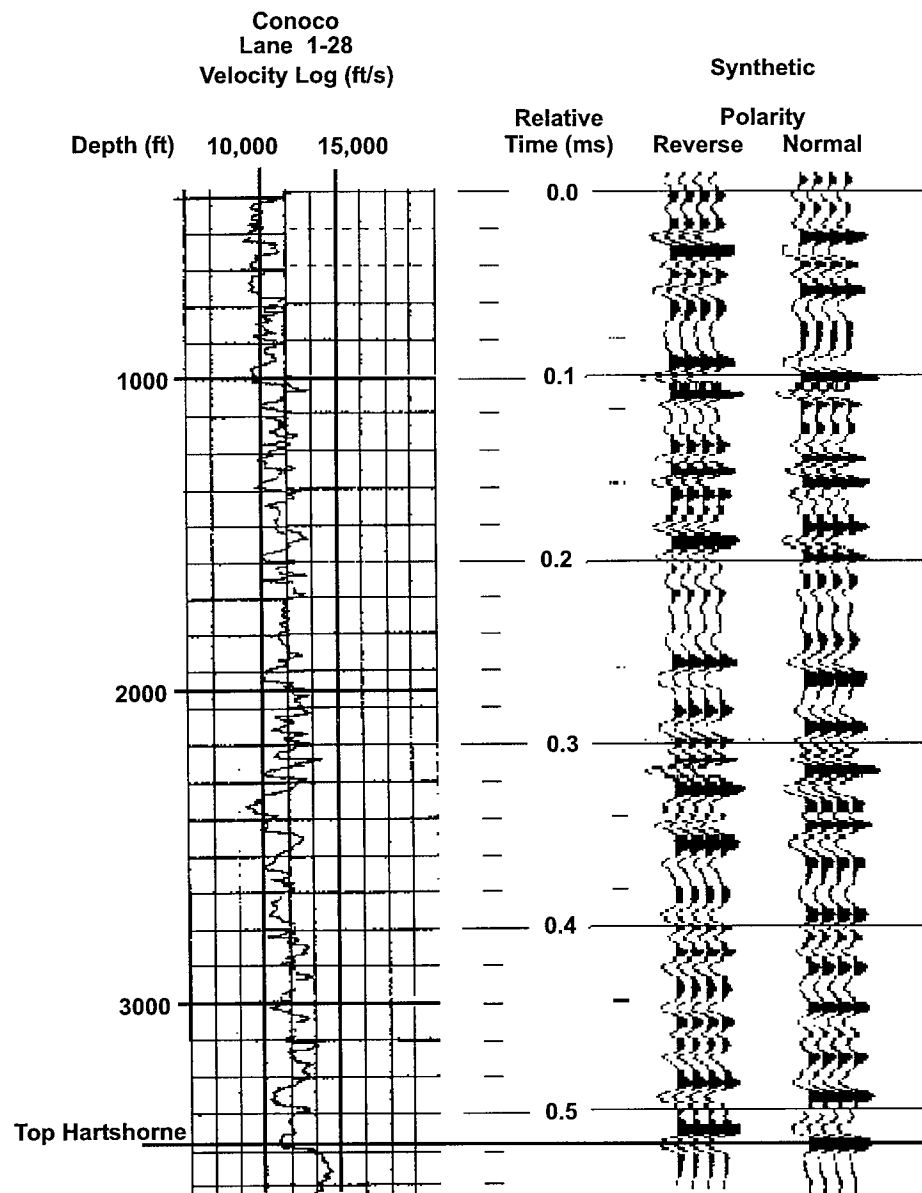 Conoco
Lane 1-28
Velocity Log (ft/s)
Synthetic
Relative
Time (ms)
Polarity
Depth (ft) 10,000 15,000
Reverse Normal
0.0
1000
0.1
0.2
2000
0.3
0.4
3000
0.5
Top Hartshorne